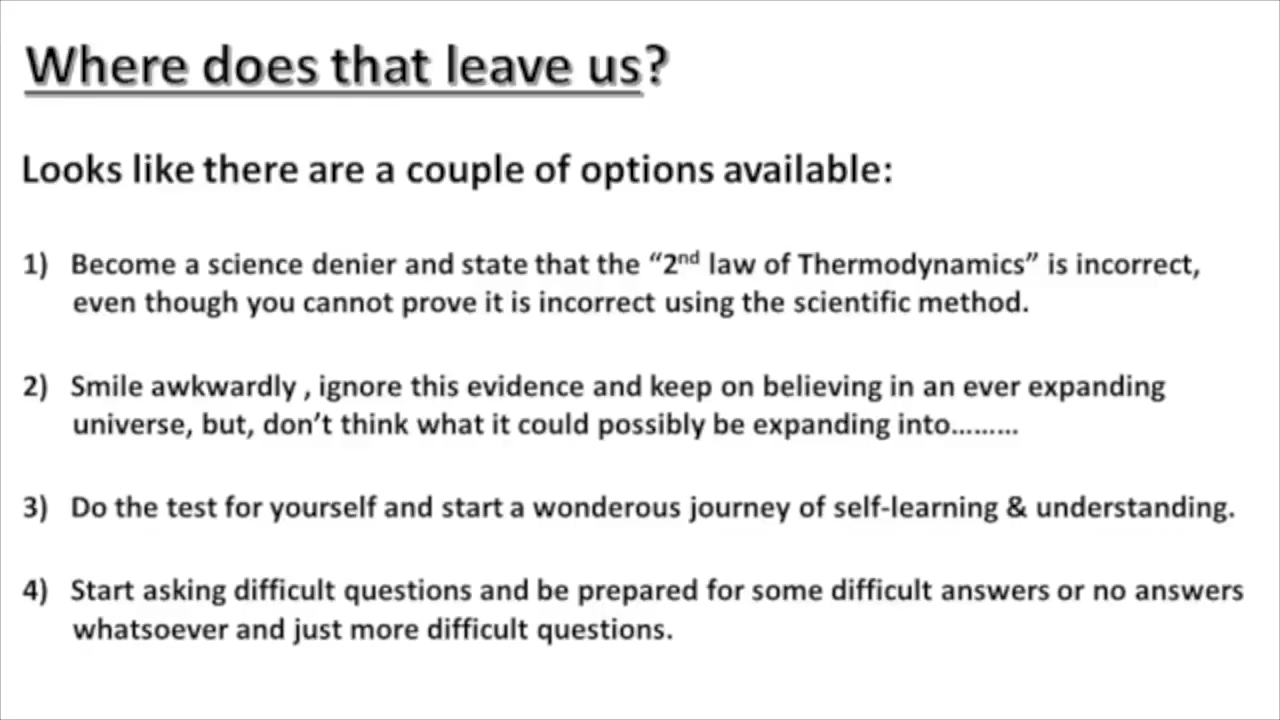 Where does that leave us?
Looks like there are a couple of options available:
1) Become a science denier and state that the “2nd law of Thermodynamics” is incorrect,
even though you cannot prove it is incorrect using the scientific method.
2) Smile awkwardly , ignore this evidence and keep on believing in an ever expanding
universe, but, don’t think what it could possibly be expanding into.........
3) Do the test for yourself and start a wonderous journey of self-learning & understanding.
4) Start asking difficult questions and be prepared for some difficult answers or no answers
whatsoever and just more difficult questions.